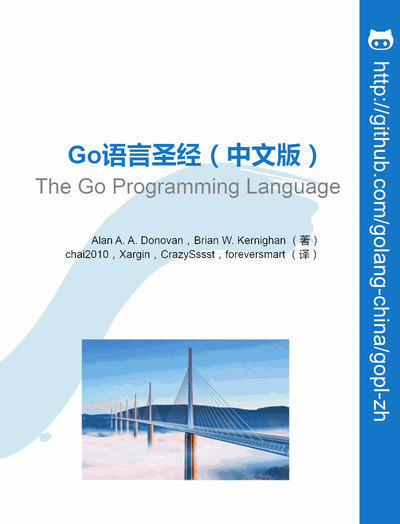 Go语言圣经（中文版）
The Go Programming Language
Alan A. A. Donovan，Brian W. Kernighan （著）
chai2010，Xargin，CrazySssst，foreversmart （译）
http://github.com/golang-china/gopl-zh